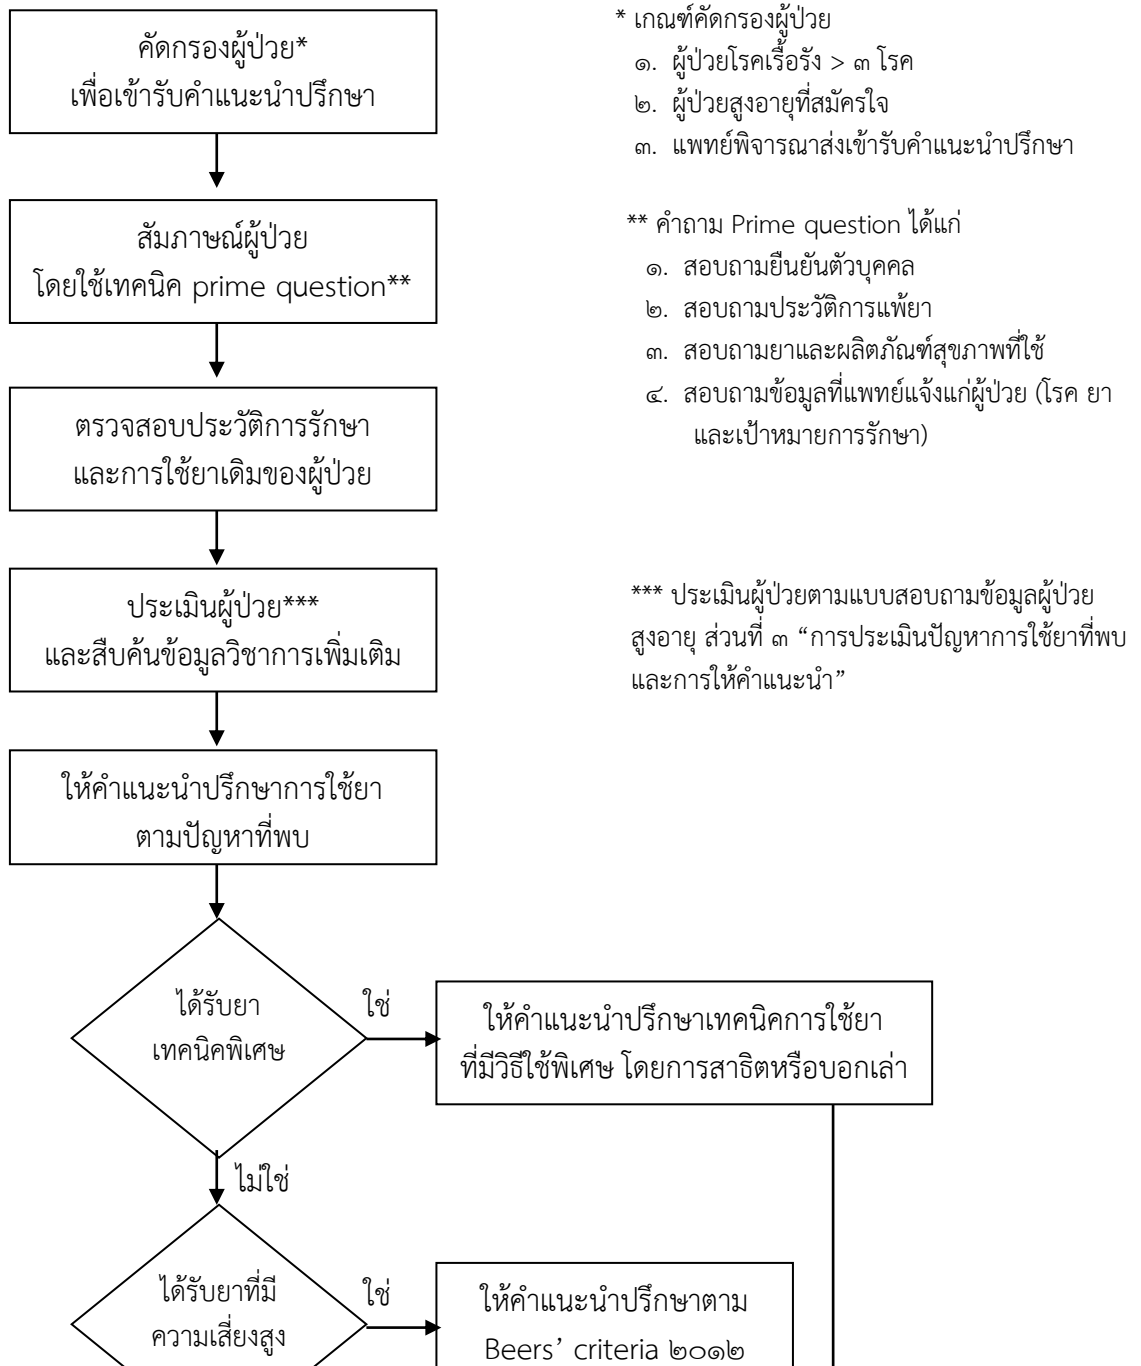 คัดกรองผู้ป่วย*
เพื่อเข้ารับคำแนะนำปรึกษา
* เกณฑ์คัดกรองผู้ป่วย
๑. ผู้ป่วยโรคเรื้อรัง > ๓ โรค
๒. ผู้ป่วยสูงอายุที่สมัครใจ
๓. แพทย์พิจารณาส่งเข้ารับคำแนะนำปรึกษา
สัมภาษณ์ผู้ป่วย
โดยใช้เทคนิค prime question**
** คำถาม Prime question ได้แก่
๑. สอบถามยืนยันตัวบุคคล
๒. สอบถามประวัติการแพ้ยา
๓. สอบถามยาและผลิตภัณฑ์สุขภาพที่ใช้
๔. สอบถามข้อมูลที่แพทย์แจ้งแก่ผู้ป่วย (โรค ยา
และเป้าหมายการรักษา)
ตรวจสอบประวัติการรักษา
และการใช้ยาเดิมของผู้ป่วย
ประเมินผู้ป่วย***
และสืบค้นข้อมูลวิชาการเพิ่มเติม
*** ประเมินผู้ป่วยตามแบบสอบถามข้อมูลผู้ป่วย
สูงอายุ ส่วนที่ ๓ “การประเมินปัญหาการใช้ยาที่พบ
และการให้คำแนะนำ”
ให้คำแนะนำปรึกษาการใช้ยา
ตามปัญหาที่พบ
ได้รับยา
เทคนิคพิเศษ
ใช่
ให้คำแนะนำปรึกษาเทคนิคการใช้ยา
ที่มีวิธีใช้พิเศษ โดยการสาธิตหรือบอกเล่า
ไม่ใช่
ได้รับยาที่มี
ความเสี่ยงสูง
ใช่
ให้คำแนะนำปรึกษาตาม
Beers’ criteria ๒๐๑๒